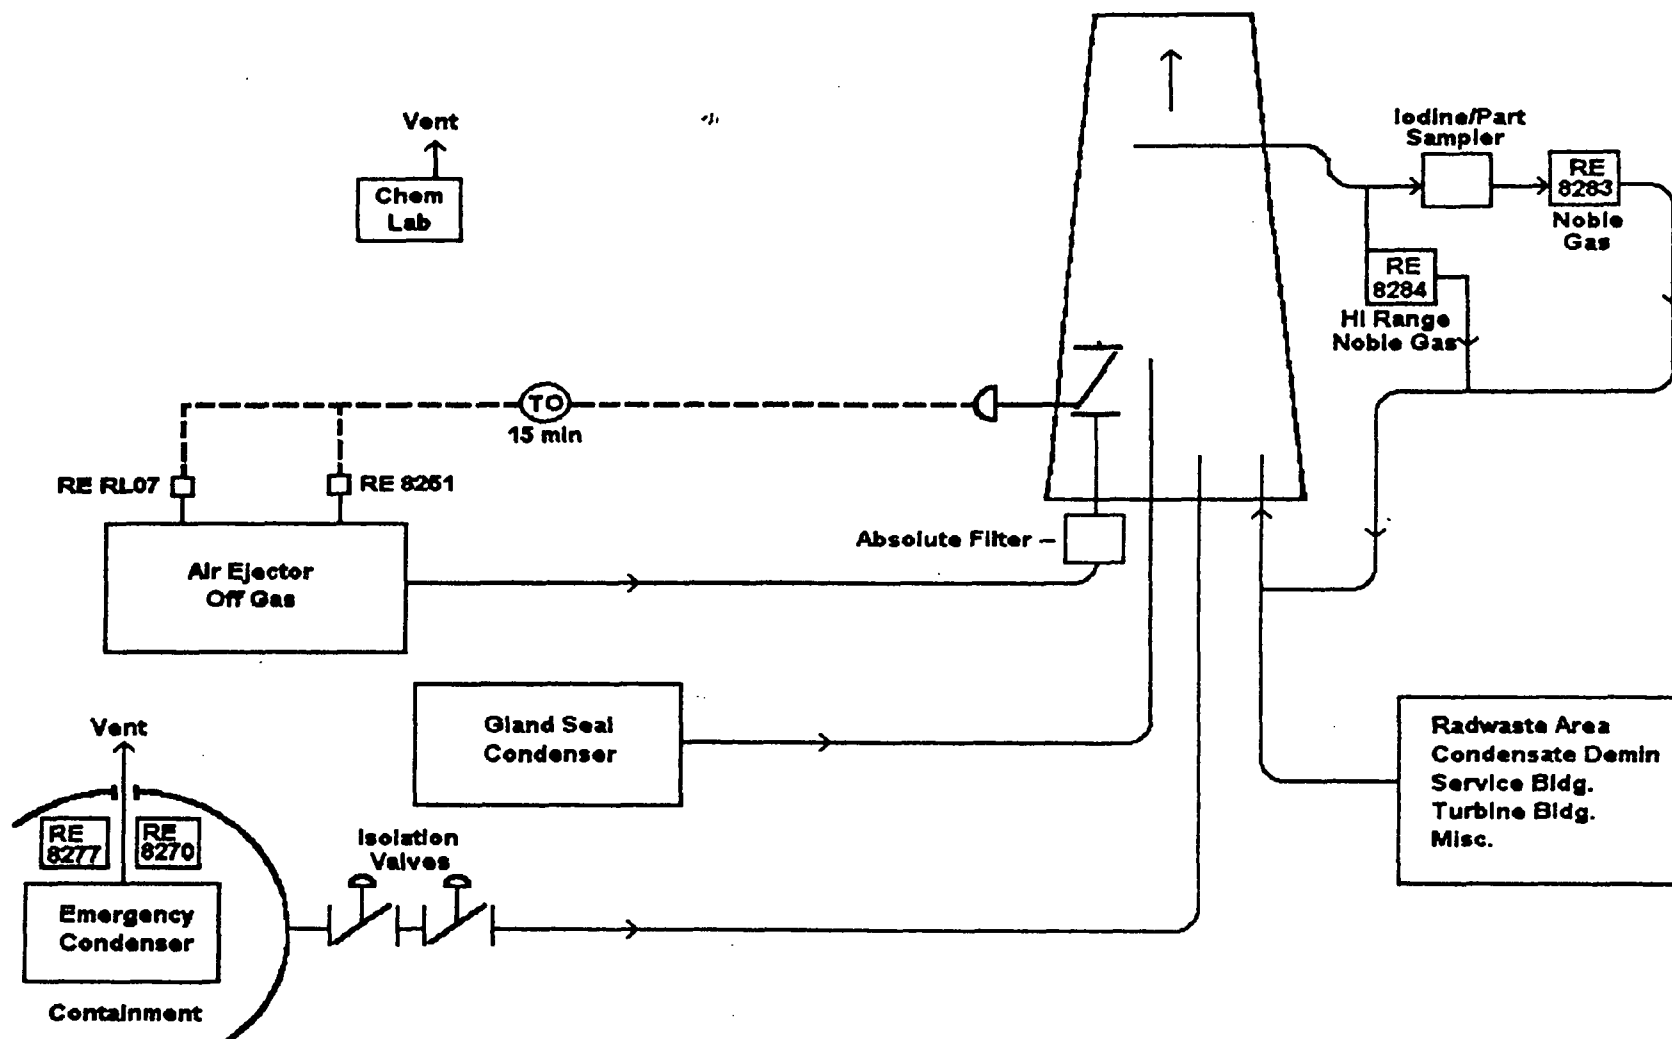 Vent
Chem
Lab
Iodine/Part
Sampler
RE
8283
Noble
Gas
RE
8284
HI Range
Noble Gas
TO
15 min
RE RL07
RE 8251
Absolute Filter
Air Ejector
Off Gas
Gland Seal
Condenser
Radwaste Area
Condensate Demin
Service Bldg.
Turbine Bldg.
Misc.
Vent
RE
8277
RE
8270
Isolation
Valves
Emergency
Condenser
Containment